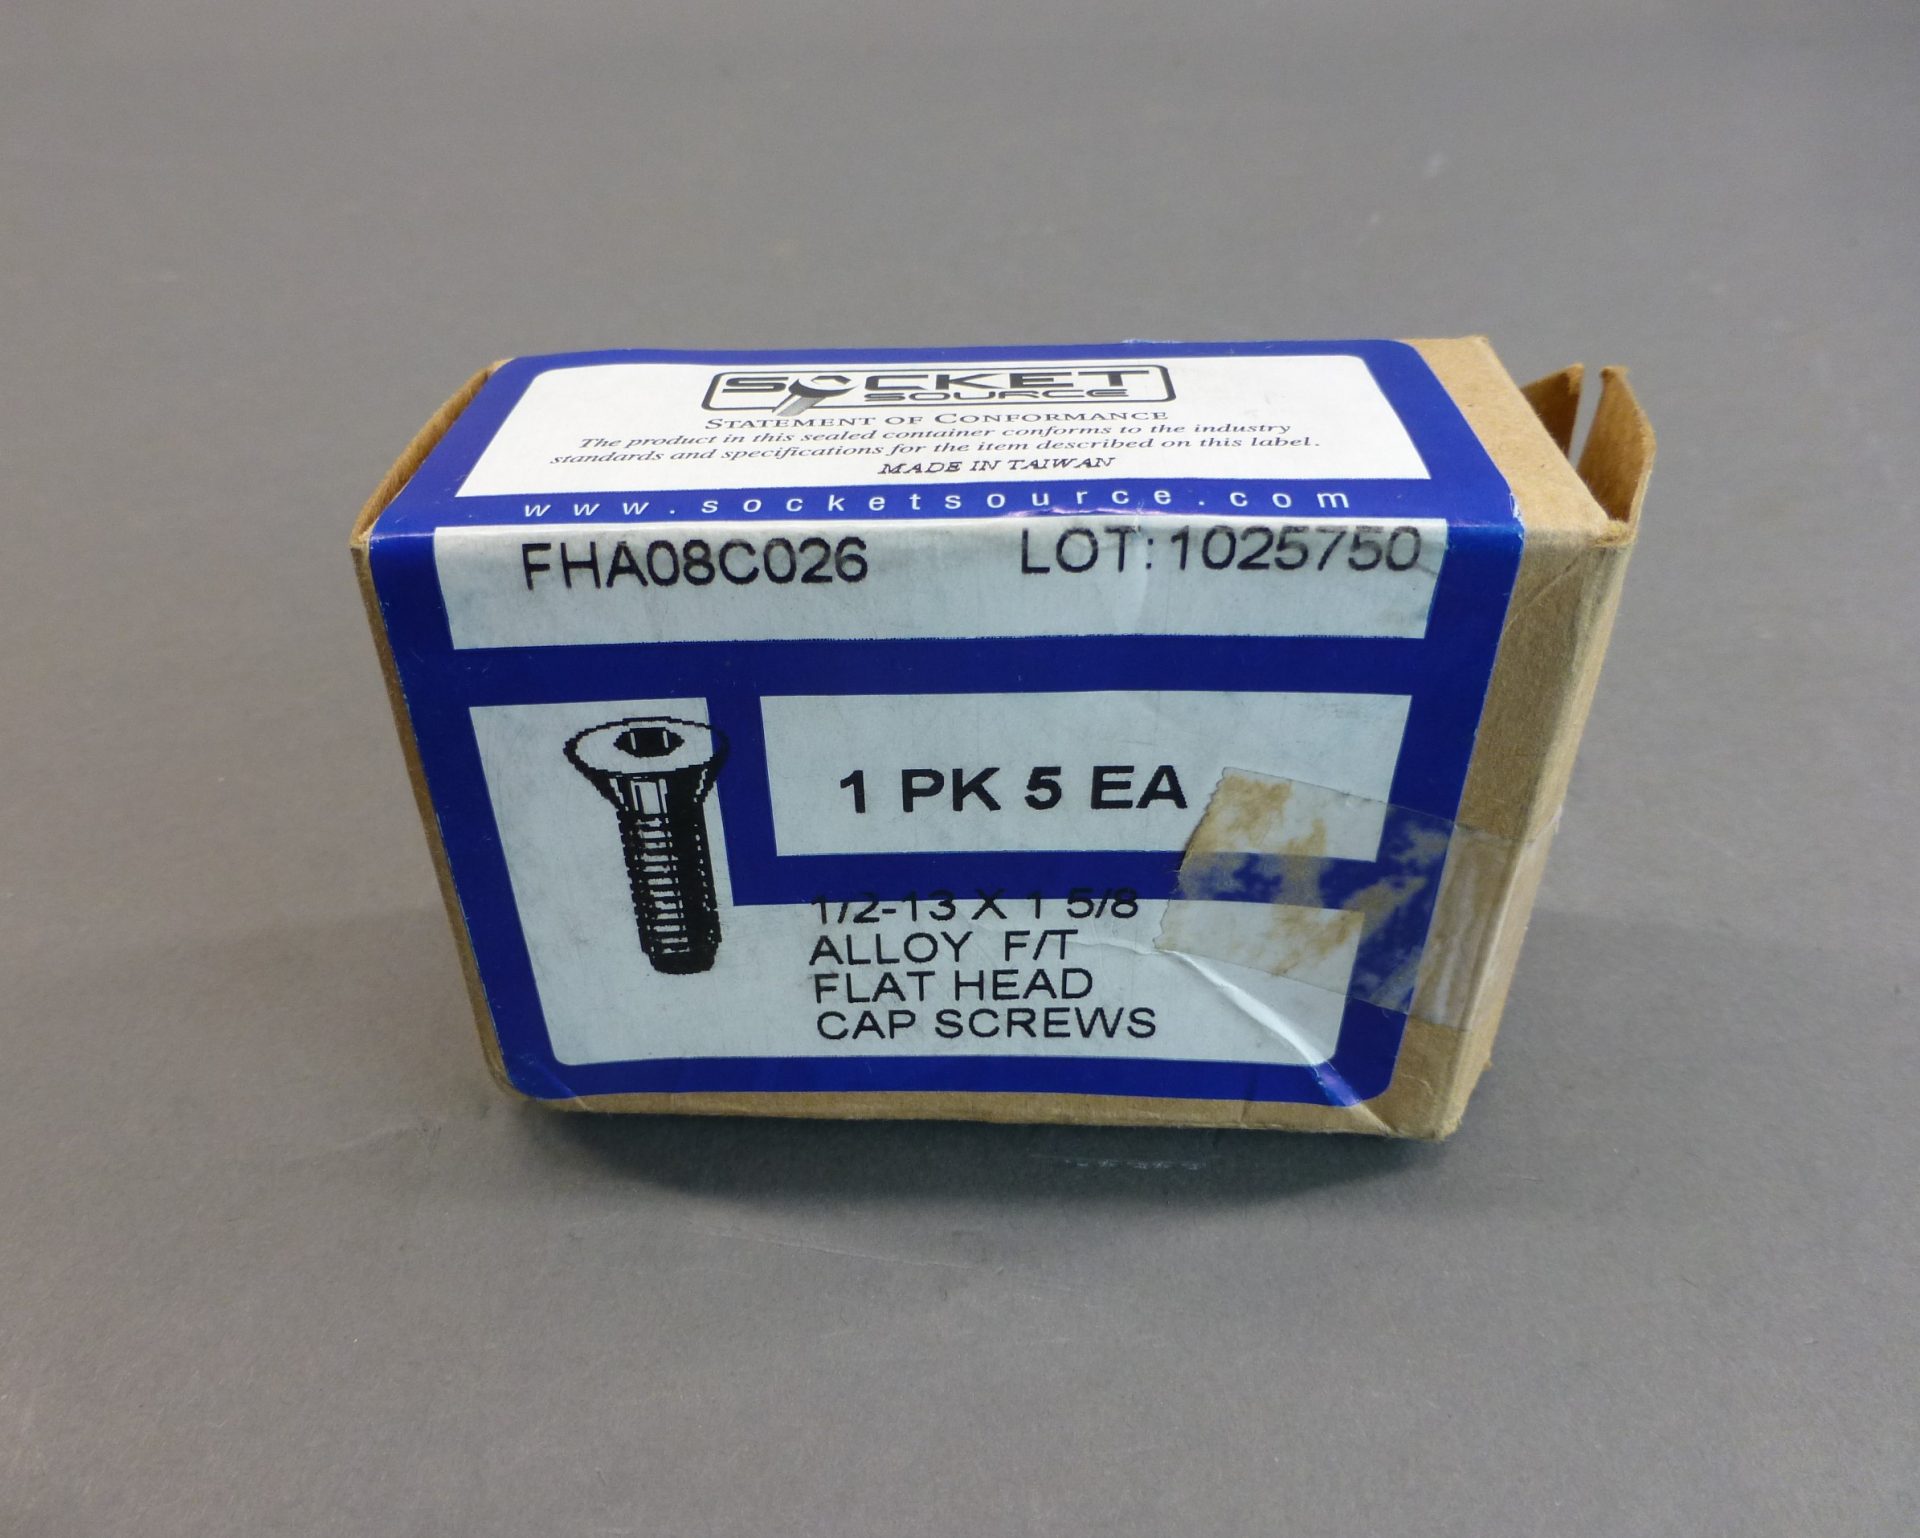 SOCKET
SOURCE
STATEMENT OF CONFORMANCE
The product in this sealed container conforms to the industry
standards and specifications for the item described on this label.
MADE IN TAIWAN
www.socketsource.com
FHA08C026 LOT:1025750
1 PK 5 EA
1/2-13 X 1 5/8
ALLOY F/T
FLAT HEAD
CAP SCREWS